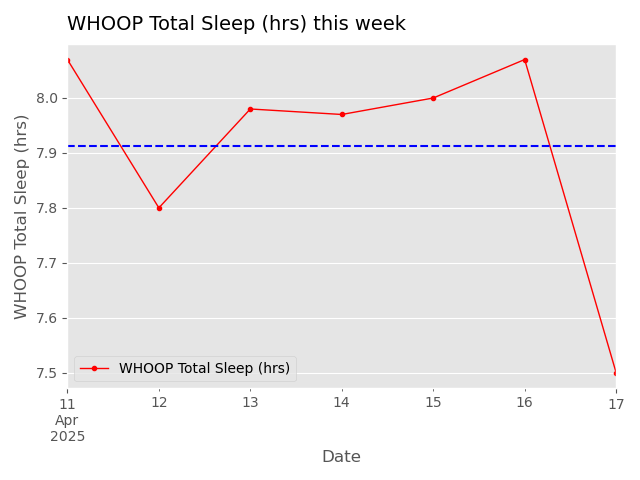 WHOOP Total Sleep (hrs) this week
WHOOP Total Sleep (hrs)
8.0
7.9
7.8
7.7
7.6
7.5
WHOOP Total Sleep (hrs)
11
Apr
2025
12
13
14
15
16
17
Date